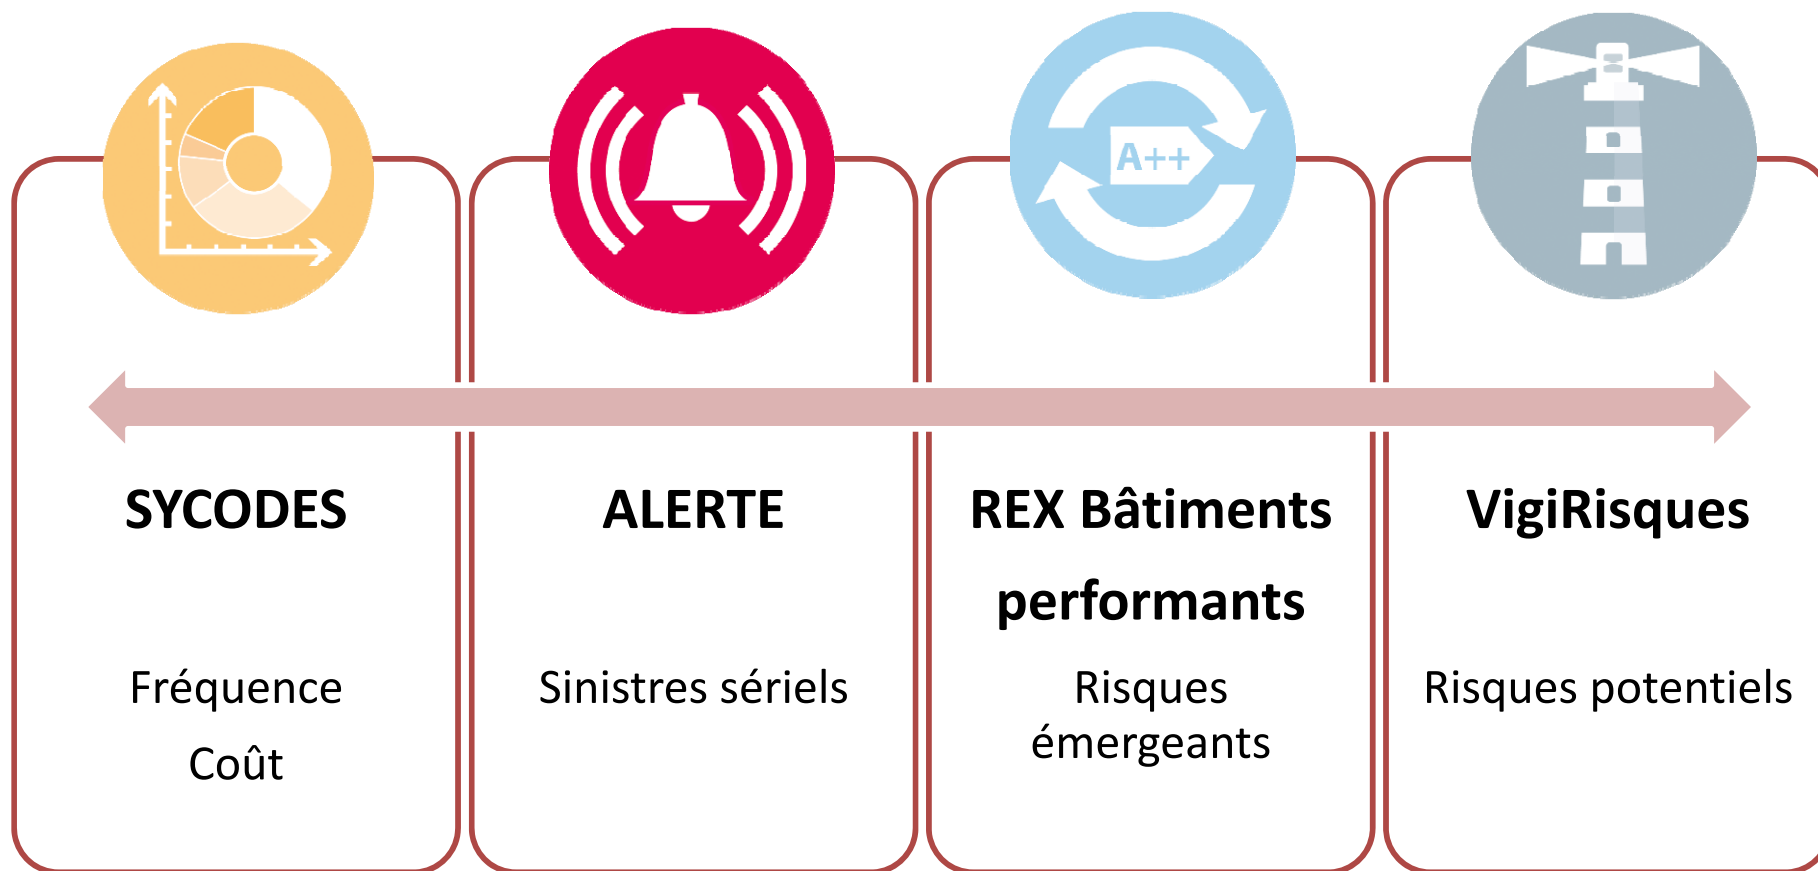 A++
SYCODES
Fréquence
Coût
ALERTE
Sinistres sériels
REX Bâtiments
performants
Risques
émergeants
VigiRisques
Risques potentiels